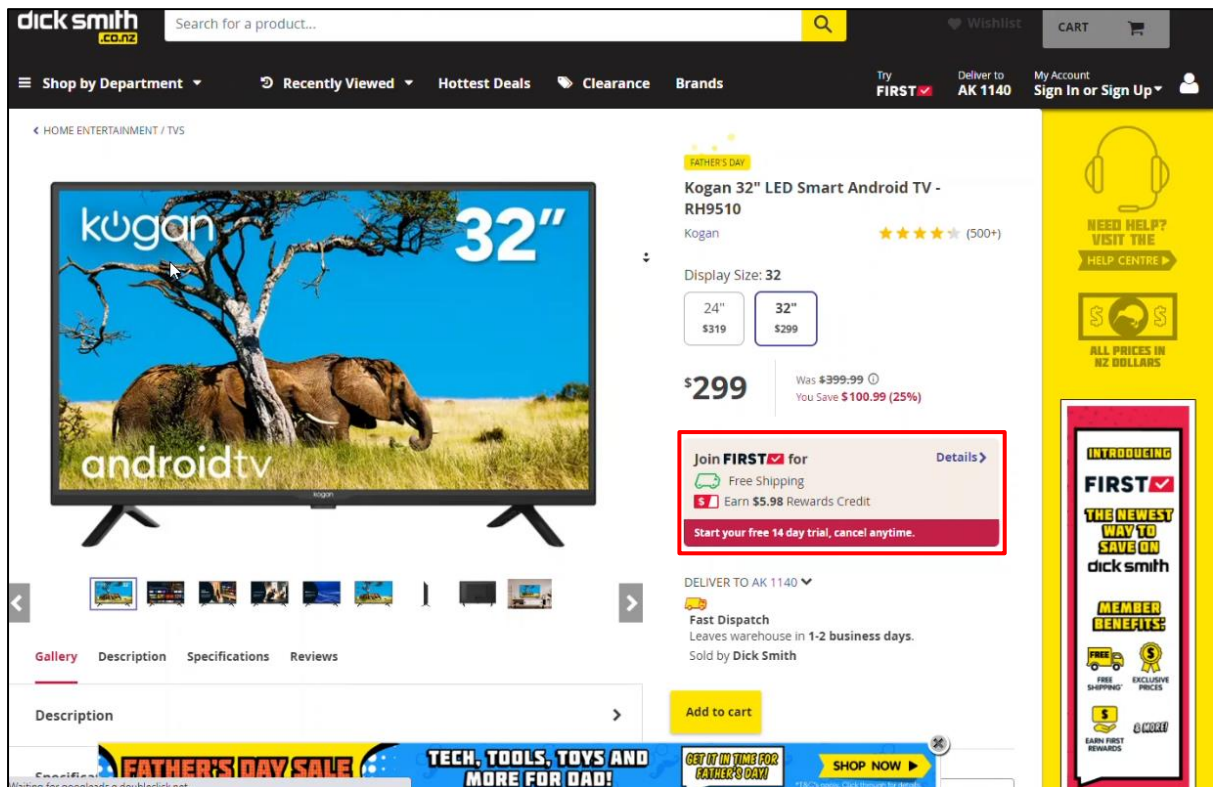 dick smith
.co.nz
Search for a product...
Wishlist
CART
Shop by Department
Recently Viewed
Hottest Deals
Clearance
Brands
Try
FIRST
Deliver to
AK 1140
My Account
Sign In or Sign Up
HOME ENTERTAINMENT / TVS
kogan
32"
androidtv
kogan
Gallery
Description
Specifications
Reviews
Description
FATHER'S DAY
Kogan 32" LED Smart Android TV -
RH9510
Kogan
(500+)
Display Size: 32
24"
$319
32"
$299
$299
Was $399.99
You Save $100.99 (25%)
Join FIRST for
Details
Free Shipping
Earn $5.98 Rewards Credit
Start your free 14 day trial, cancel anytime.
DELIVER TO AK 1140
Fast Dispatch
Leaves warehouse in 1-2 business days.
Sold by Dick Smith
Add to cart
NEED HELP?
VISIT THE
HELP CENTRE
ALL PRICES IN
NZ DOLLARS
INTRODUCING
FIRST
THE NEWEST
WAY TO
SAVE ON
dick smith
MEMBER
BENEFITS:
FREE
FREE
SHIPPING*
EXCLUSIVE
PRICES
EARN FIRST
REWARDS
& MORE!
FATHER'S DAY SALE
TECH, TOOLS, TOYS AND
MORE FOR DAD!
GET IT IN TIME FOR
FATHER'S DAY!
SHOP NOW